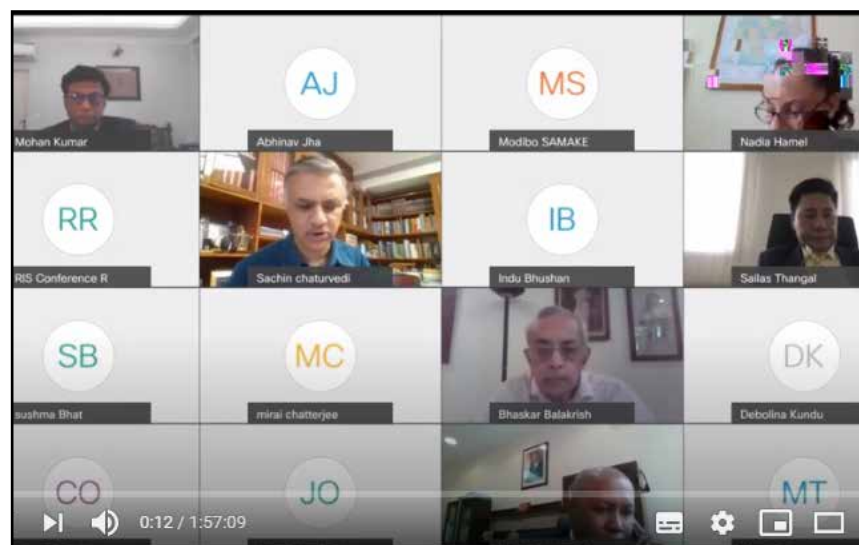 AJ
MS
Mohan Kumar
Abhinav Jha
Modibo SAMAKE
Nadia Hamel
RR
IB
RIS Conference R
Sachin chaturvedi
Indu Bhushan
Sailas Thangal
SB
MC
DK
sushma Bhat
mirai chatterjee
Bhaskar Balakrish
Debolina Kundu
CO
JO
MT
0:12 / 1:57:09